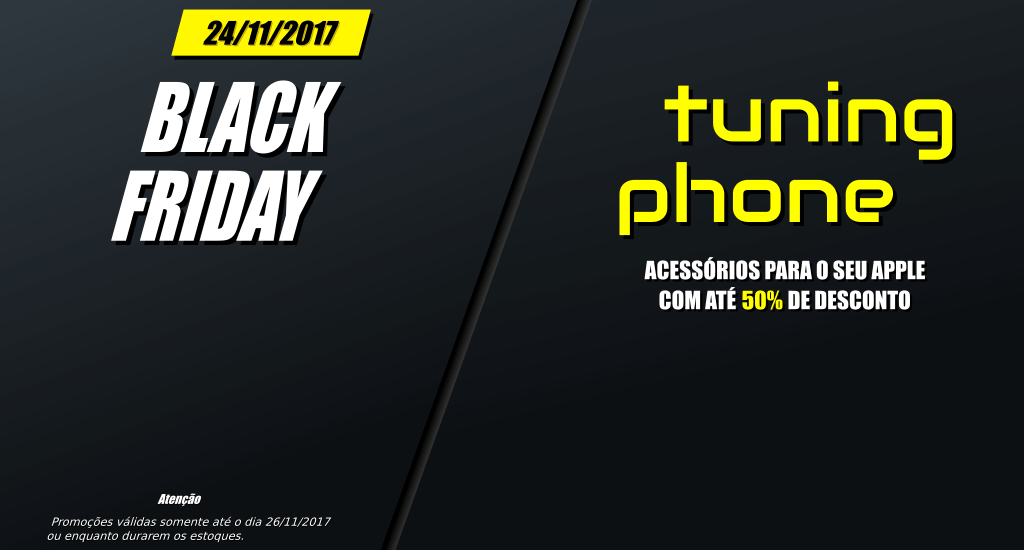 24/11/2017
BLACK
FRIDAY
tuning
phone
ACESSÓRIOS PARA O SEU APPLE
COM ATÉ 50% DE DESCONTO
Atenção
Promoções válidas somente até o dia 26/11/2017
ou enquanto durarem os estoques.